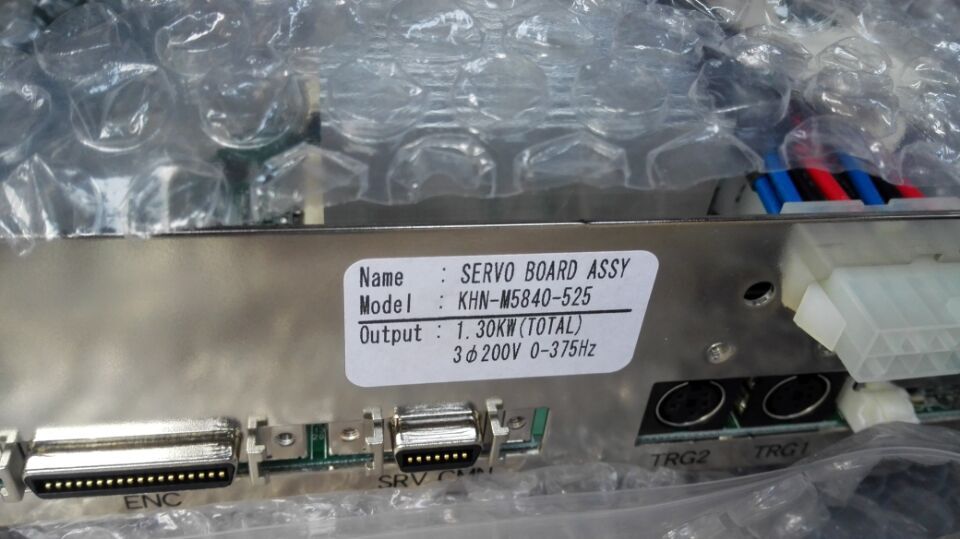 Name : SERVO BOARD ASSY
Model : KHN-M5840-525
Output : 1.30KW(TOTAL)
3φ200V 0-375Hz
TRG2 TRG1
SRV CMN
ENC